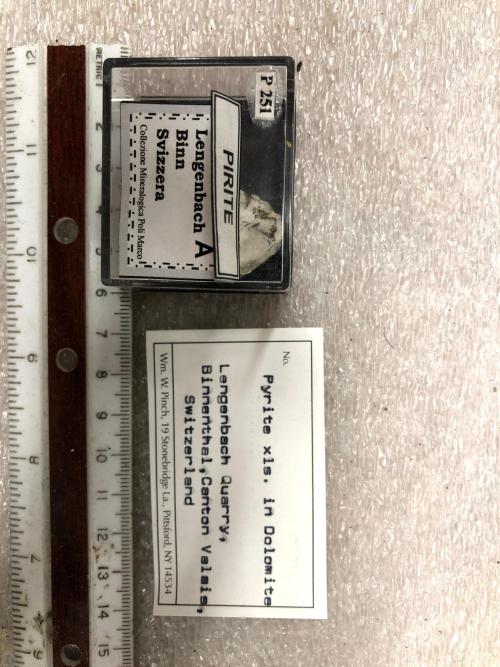 P 251
PIRITE
Lengenbach A
Binn
Svizzera
Collezione Mineralogica Poli Marco
No.
Pyrite xls. in Dolomite
Lengenbach Quarry,
Binnenthal, Canton Valais,
Switzerland
Wm. W. Pinch, 19 Stonebridge La., Pittsford, NY 14534
METRIC
2
3
4
5
6
7
8
9
10
11
12
13
14
15
12
11
10
9
8
7
6